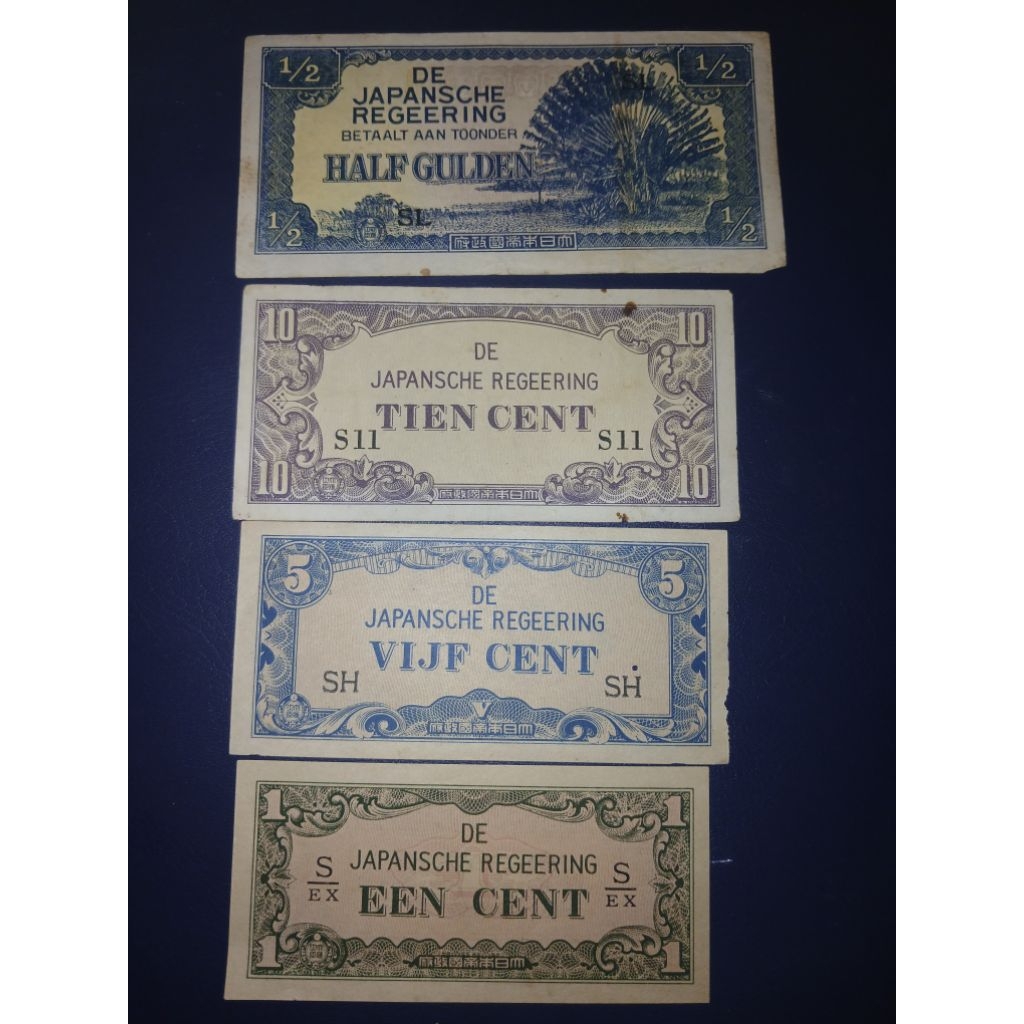 1/2 1/2
DE
JAPANSCHE
REGEERING
BETAALT AAN TOONDER
HALF GULDEN
SL
SL
1/2 1/2
大日本帝國政府
10 10
DE
JAPANSCHE REGEERING
TIEN CENT
S11 S11
10 10
大日本帝國政府
5 5
DE
JAPANSCHE REGEERING
VIJF CENT
SH SH
V
大日本帝國政府
1 1
DE
JAPANSCHE REGEERING
S/EX S/EX
EEN CENT
1 1
大日本帝國政府